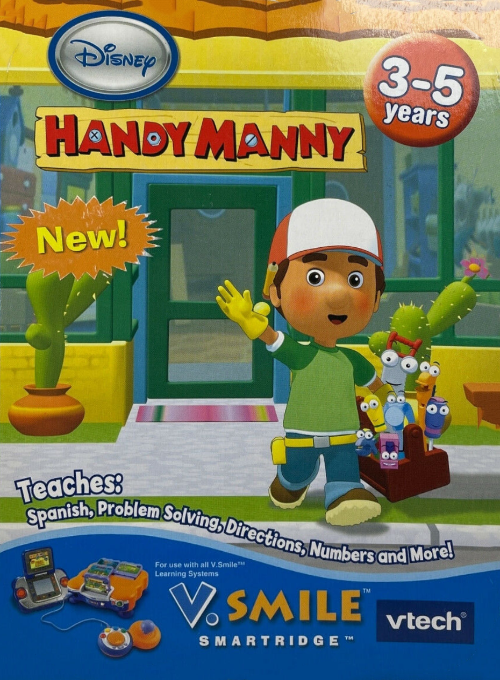 Disney
3-5
years
HANDY MANNY
New!
Teaches:
Spanish, Problem Solving, Directions, Numbers and More!
For use with all V.Smile™
Learning Systems
V.SMILE™
SMARTRIDGE™
vtech®